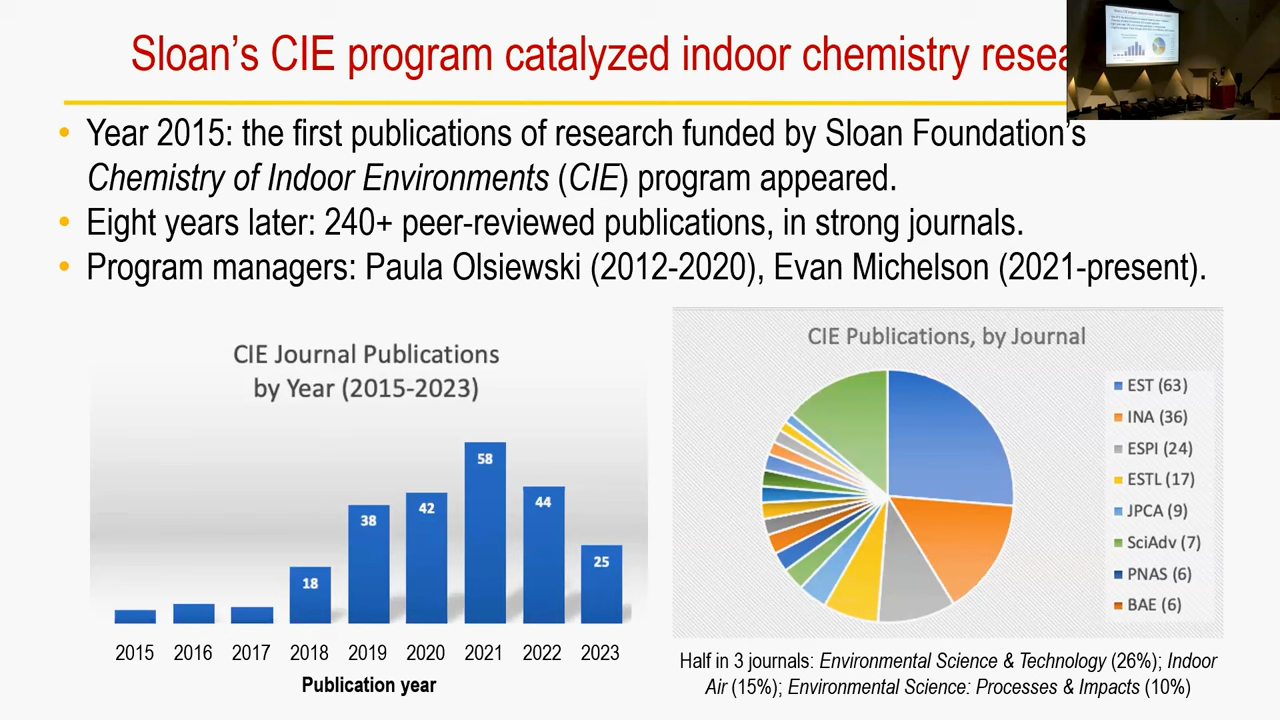 Sloan's CIE program catalyzed indoor chemistry resea
• Year 2015: the first publications of research funded by Sloan Foundation's
Chemistry of Indoor Environments (CIE) program appeared.
• Eight years later: 240+ peer-reviewed publications, in strong journals.
• Program managers: Paula Olsiewski (2012-2020), Evan Michelson (2021-present).
CIE Journal Publications
by Year (2015-2023)
18
38
42
58
44
25
2015 2016 2017 2018 2019 2020 2021 2022 2023
Publication year
CIE Publications, by Journal
EST (63)
INA (36)
ESPI (24)
ESTL (17)
JPCA (9)
SciAdv (7)
PNAS (6)
BAE (6)
Half in 3 journals: Environmental Science & Technology (26%); Indoor
Air (15%); Environmental Science: Processes & Impacts (10%)